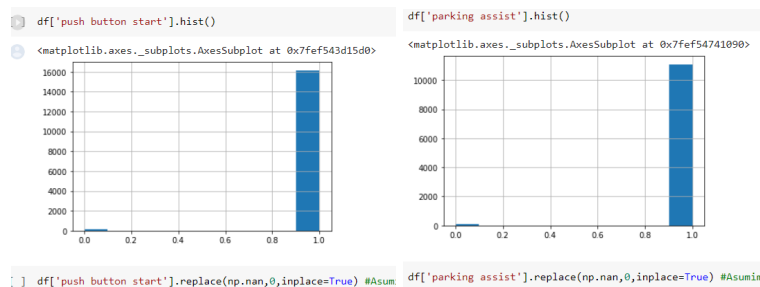 df['push button start'].hist()
<matplotlib.axes._subplots.AxesSubplot at 0x7fef543d15d0>
16000
14000
12000
10000
8000
6000
4000
2000
0
0.0 0.2 0.4 0.6 0.8 1.0
[ ] df['push button start'].replace(np.nan,0,inplace=True) #Asum
df['parking assist'].hist()
<matplotlib.axes._subplots.AxesSubplot at 0x7fef54741090>
10000
8000
6000
4000
2000
0
0.0 0.2 0.4 0.6 0.8 1.0
df['parking assist'].replace(np.nan,0,inplace=True) #Asumim